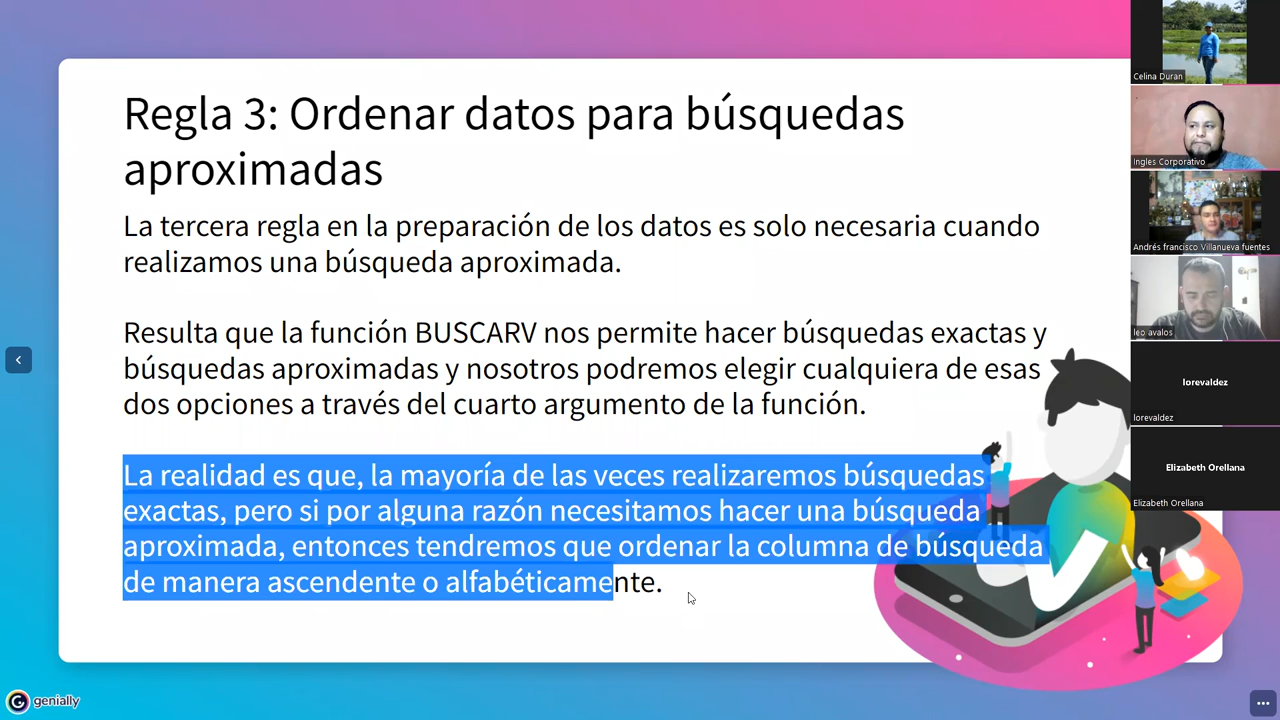 Regla 3: Ordenar datos para búsquedas
aproximadas
La tercera regla en la preparación de los datos es solo necesaria cuando
realizamos una búsqueda aproximada.
Resulta que la función BUSCARV nos permite hacer búsquedas exactas y
búsquedas aproximadas y nosotros podremos elegir cualquiera de esas
dos opciones a través del cuarto argumento de la función.
La realidad es que, la mayoría de las veces realizaremos búsquedas
exactas, pero si por alguna razón necesitamos hacer una búsqueda
aproximada, entonces tendremos que ordenar la columna de búsqueda
de manera ascendente o alfabéticamente.
genially
Celina Duran
Ingles Corporativo
Andrés francisco Villanueva fuentes
leo avalos
lorevaldez
lorevaldez
Elizabeth Orellana
Elizabeth Orellana